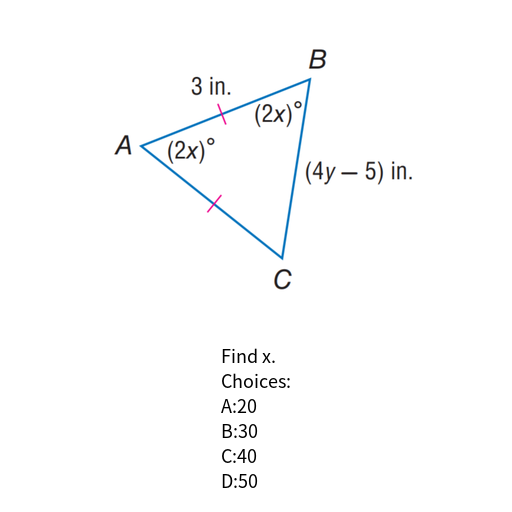 B
3 in.
(2x)°
A
(2x)°
(4y – 5) in.
C
Find x.
Choices:
A:20
B:30
C:40
D:50